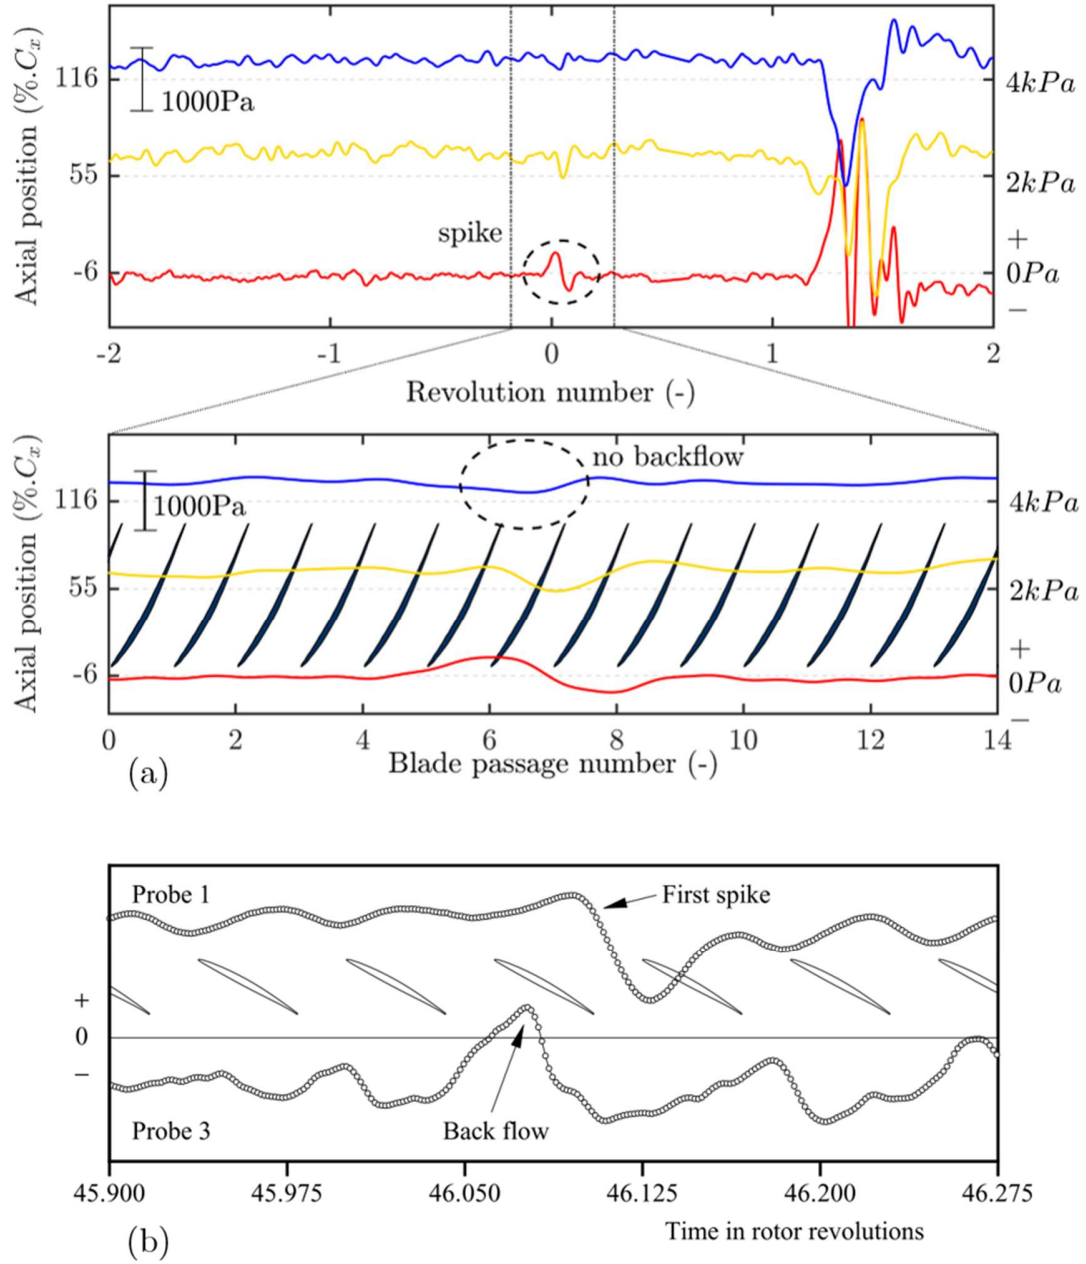 Axial position (%.Cₓ)
116
55
-6
1000Pa
spike
4kPa
2kPa
+
0Pa
−
-2 -1 0 1 2
Revolution number (-)
Axial position (%.Cₓ)
116
55
-6
1000Pa
no backflow
4kPa
2kPa
+
0Pa
−
0 2 4 6 8 10 12 14
Blade passage number (-)
(a)
Probe 1
First spike
+
0
−
Probe 3
Back flow
45.900 45.975 46.050 46.125 46.200 46.275
Time in rotor revolutions
(b)